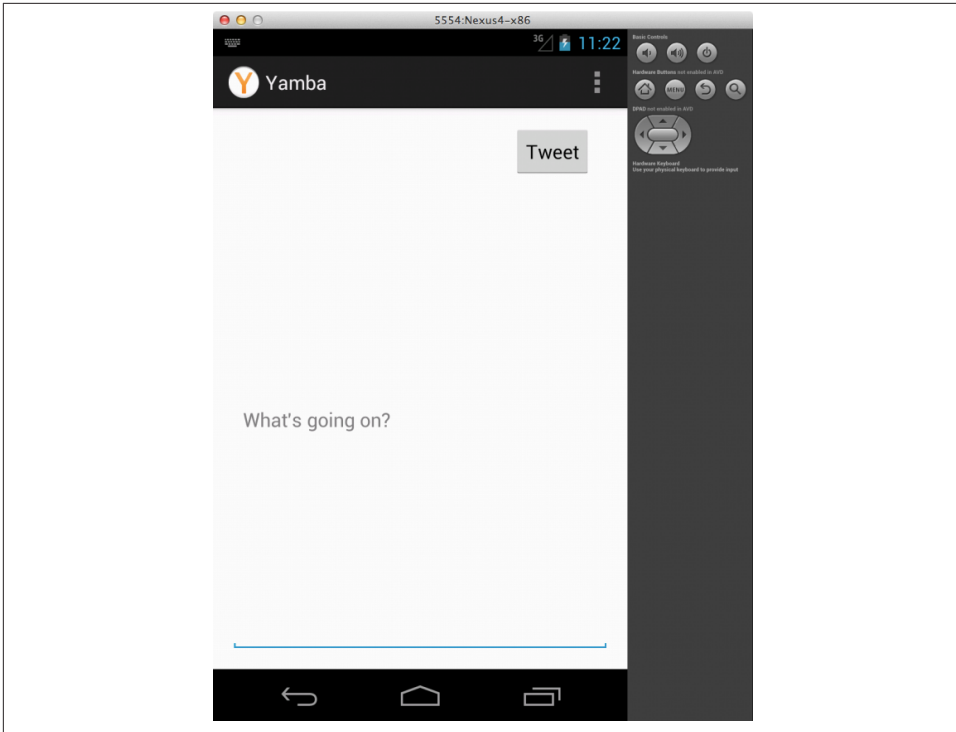 5554:Nexus4-x86
3G 11:22
Y Yamba
Tweet
What's going on?
Basic Controls
Hardware Buttons not enabled in AVD
MENU
DPAD not enabled in AVD
Hardware Keyboard
Use your physical keyboard to provide input